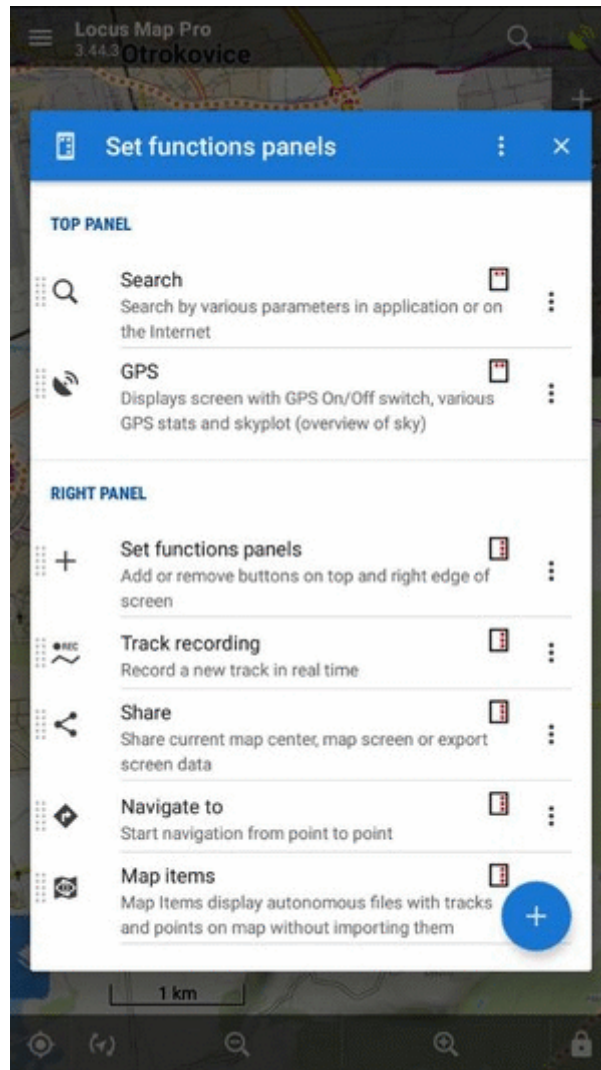 Locus Map Pro
3.44.3
Otrokovice
Set functions panels
TOP PANEL
Search
Search by various parameters in application or on
the Internet
GPS
Displays screen with GPS On/Off switch, various
GPS stats and skyplot (overview of sky)
RIGHT PANEL
Set functions panels
Add or remove buttons on top and right edge of
screen
REC
Track recording
Record a new track in real time
Share
Share current map center, map screen or export
screen data
Navigate to
Start navigation from point to point
Map items
Map Items display autonomous files with tracks
and points on map without importing them
1 km